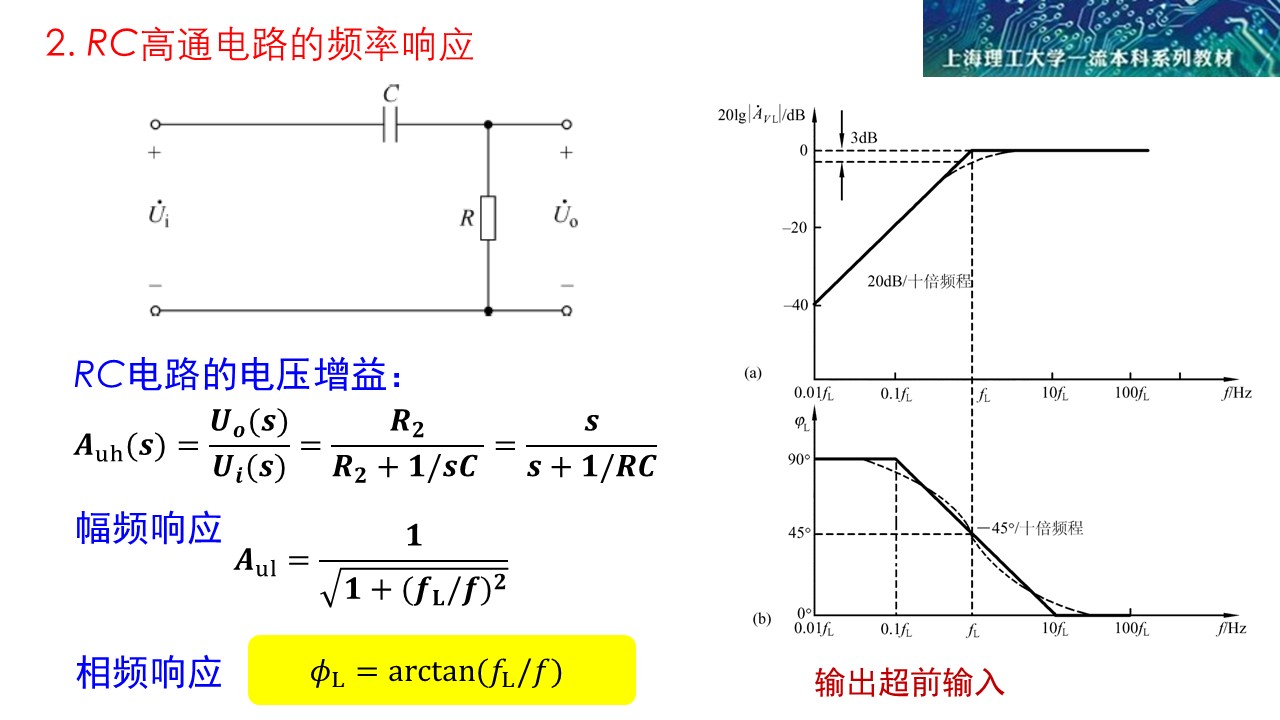 2. RC高通电路的频率响应
上海理工大学一流本科系列教材
C
+
+
U̇i
R
U̇o
−
−
RC电路的电压增益：
Auh(s) = Uo(s)/Ui(s) = R2/(R2 + 1/sC) = s/(s + 1/RC)
幅频响应
Aul = 1/√(1 + (fL/f)²)
相频响应
ϕL = arctan(fL/f)
20lg|ȦVL|/dB
3dB
0
−20
20dB/十倍频程
−40
(a)
0.01fL 0.1fL fL 10fL 100fL f/Hz
φL
90°
45°
−45°/十倍频程
0°
(b)
0.01fL 0.1fL fL 10fL 100fL f/Hz
输出超前输入